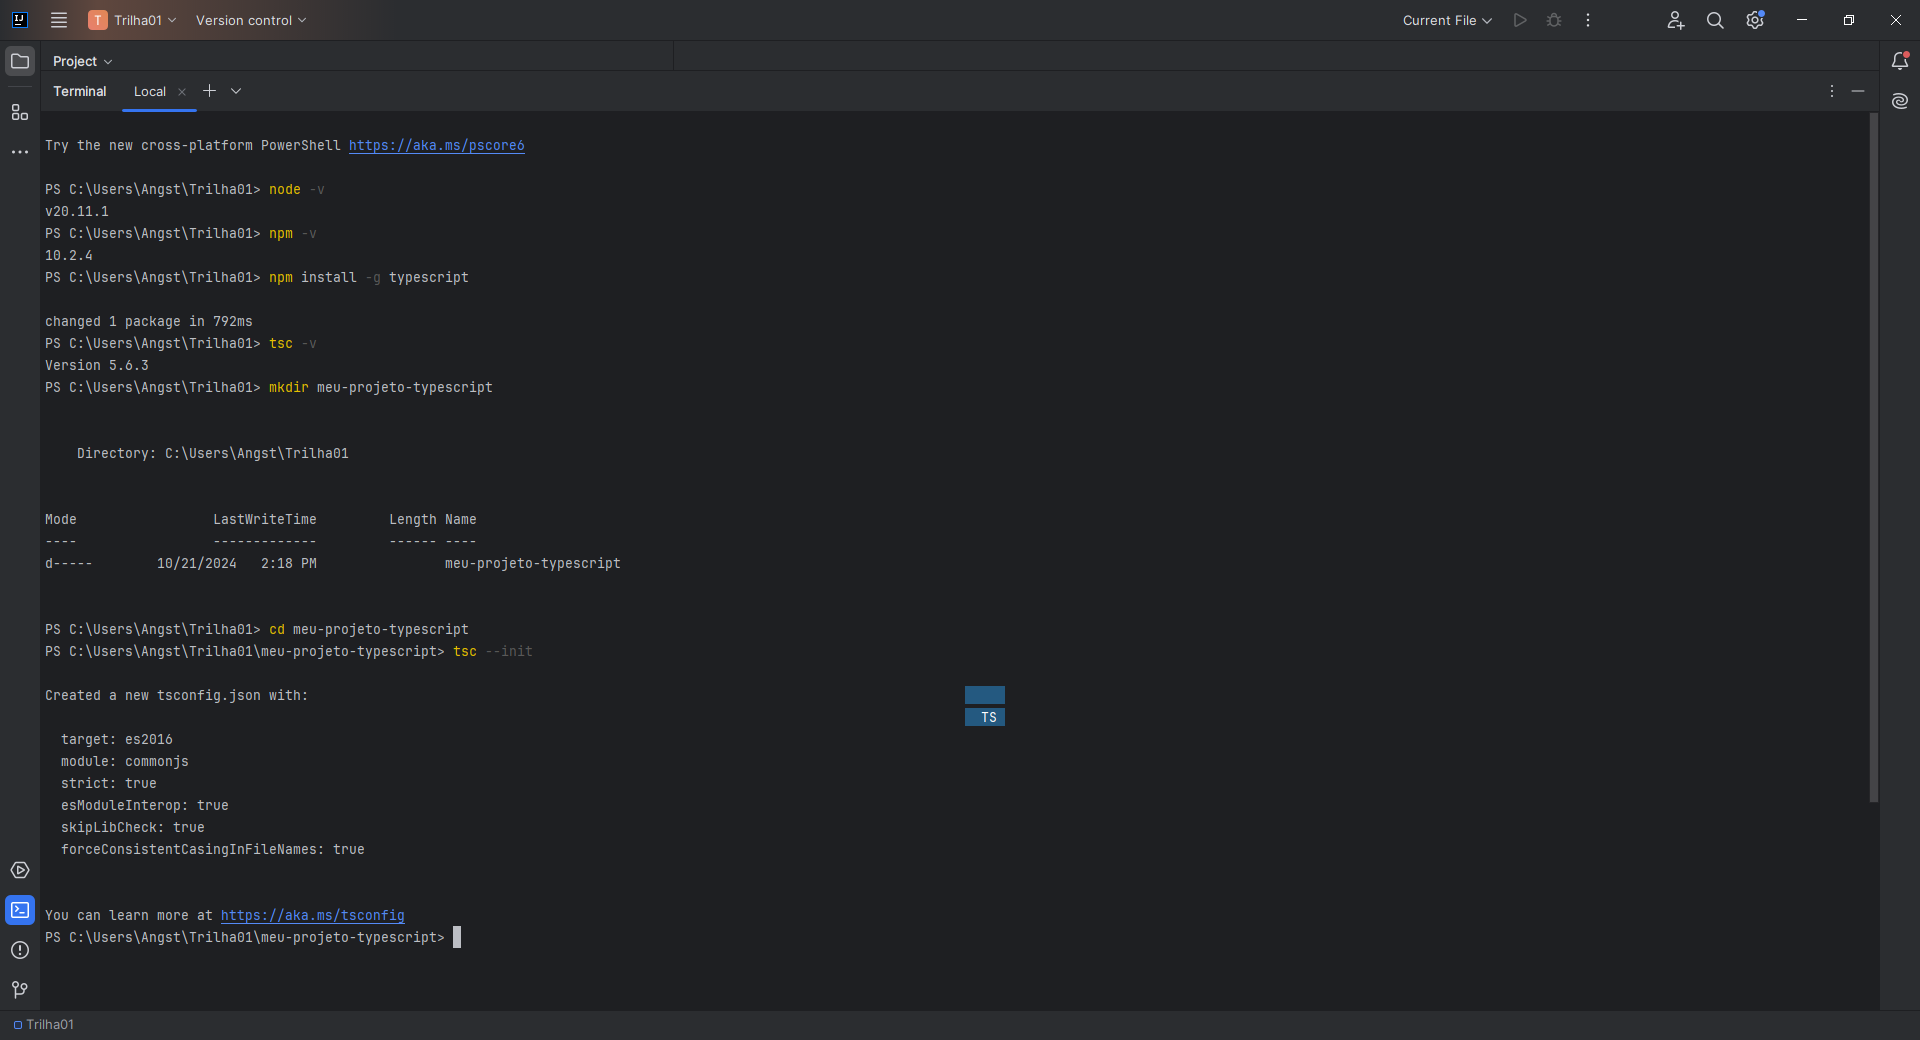 Trilha01 Version control Current File
Project
Terminal Local
Try the new cross-platform PowerShell https://aka.ms/pscore6
PS C:\Users\Angst\Trilha01> node -v
v20.11.1
PS C:\Users\Angst\Trilha01> npm -v
10.2.4
PS C:\Users\Angst\Trilha01> npm install -g typescript
changed 1 package in 792ms
PS C:\Users\Angst\Trilha01> tsc -v
Version 5.6.3
PS C:\Users\Angst\Trilha01> mkdir meu-projeto-typescript
Directory: C:\Users\Angst\Trilha01
Mode LastWriteTime Length Name
---- ------------- ------ ----
d----- 10/21/2024 2:18 PM meu-projeto-typescript
PS C:\Users\Angst\Trilha01> cd meu-projeto-typescript
PS C:\Users\Angst\Trilha01\meu-projeto-typescript> tsc --init
Created a new tsconfig.json with:
TS
target: es2016
module: commonjs
strict: true
esModuleInterop: true
skipLibCheck: true
forceConsistentCasingInFileNames: true
You can learn more at https://aka.ms/tsconfig
PS C:\Users\Angst\Trilha01\meu-projeto-typescript>
Trilha01